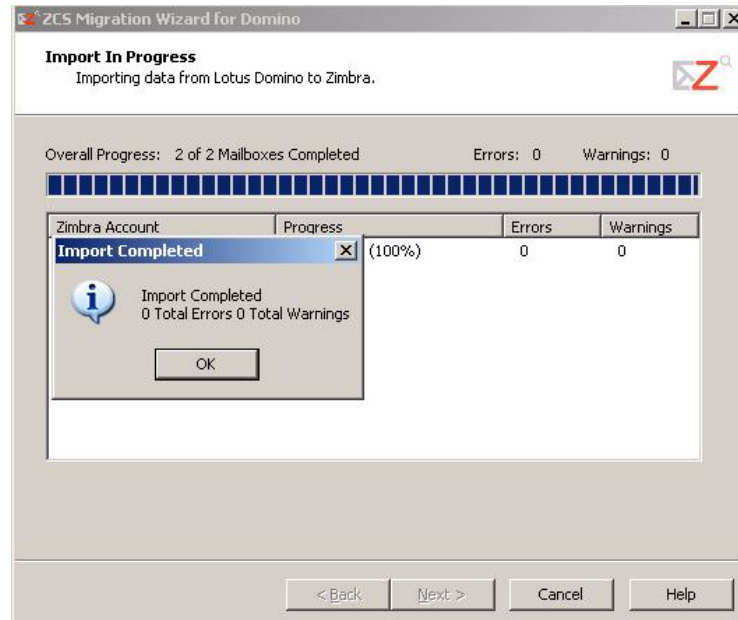 ZCS Migration Wizard for Domino
Import In Progress
Importing data from Lotus Domino to Zimbra.
Overall Progress: 2 of 2 Mailboxes Completed Errors: 0 Warnings: 0
Zimbra Account Progress Errors Warnings
Import Completed
(100%) 0 0
Import Completed
0 Total Errors 0 Total Warnings
OK
< Back Next > Cancel Help